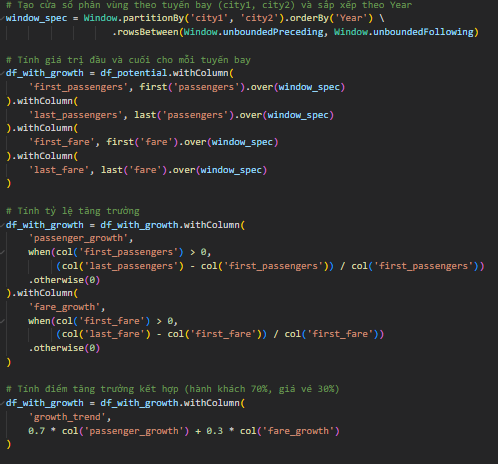 # Tạo cửa sổ phân vùng theo tuyến bay (city1, city2) và sắp xếp theo Year
window_spec = Window.partitionBy('city1', 'city2').orderBy('Year') \
.rowsBetween(Window.unboundedPreceding, Window.unboundedFollowing)
# Tính giá trị đầu và cuối cho mỗi tuyến bay
df_with_growth = df_potential.withColumn(
'first_passengers', first('passengers').over(window_spec)
).withColumn(
'last_passengers', last('passengers').over(window_spec)
).withColumn(
'first_fare', first('fare').over(window_spec)
).withColumn(
'last_fare', last('fare').over(window_spec)
)
# Tính tỷ lệ tăng trưởng
df_with_growth = df_with_growth.withColumn(
'passenger_growth',
when(col('first_passengers') > 0,
(col('last_passengers') - col('first_passengers')) / col('first_passengers'))
.otherwise(0)
).withColumn(
'fare_growth',
when(col('first_fare') > 0,
(col('last_fare') - col('first_fare')) / col('first_fare'))
.otherwise(0)
)
# Tính điểm tăng trưởng kết hợp (hành khách 70%, giá vé 30%)
df_with_growth = df_with_growth.withColumn(
'growth_trend',
0.7 * col('passenger_growth') + 0.3 * col('fare_growth')
)